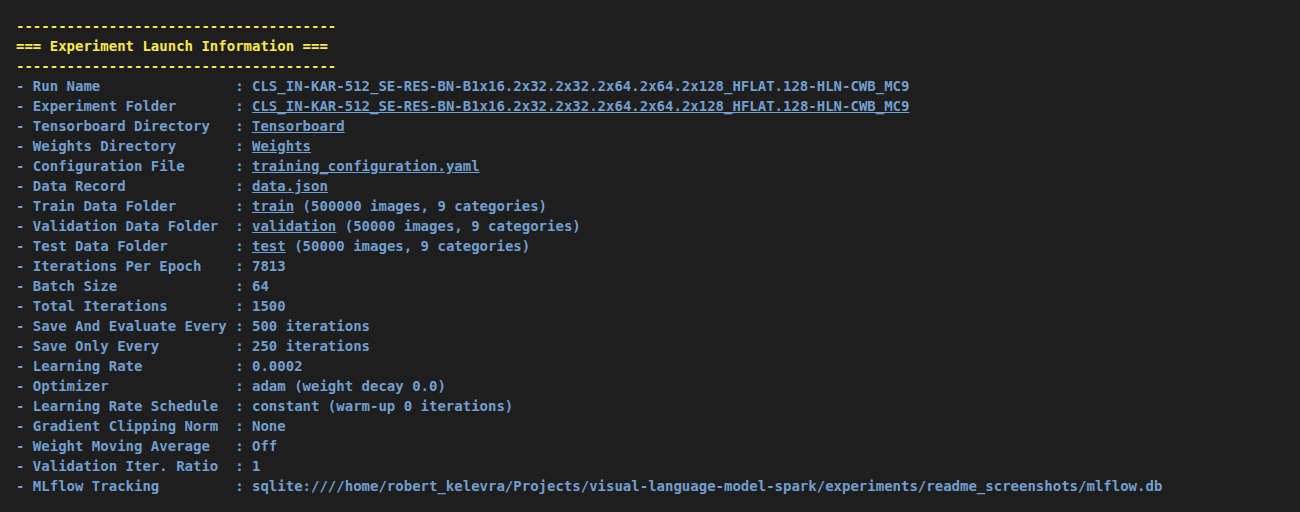 --------------------------------------
=== Experiment Launch Information ===
--------------------------------------
- Run Name                : CLS_IN-KAR-512_SE-RES-BN-B1x16.2x32.2x32.2x64.2x64.2x128_HFLAT.128-HLN-CWB_MC9
- Experiment Folder       : CLS_IN-KAR-512_SE-RES-BN-B1x16.2x32.2x32.2x64.2x64.2x128_HFLAT.128-HLN-CWB_MC9
- Tensorboard Directory   : Tensorboard
- Weights Directory       : Weights
- Configuration File      : training_configuration.yaml
- Data Record             : data.json
- Train Data Folder       : train (500000 images, 9 categories)
- Validation Data Folder  : validation (50000 images, 9 categories)
- Test Data Folder        : test (50000 images, 9 categories)
- Iterations Per Epoch    : 7813
- Batch Size              : 64
- Total Iterations        : 1500
- Save And Evaluate Every : 500 iterations
- Save Only Every         : 250 iterations
- Learning Rate           : 0.0002
- Optimizer               : adam (weight decay 0.0)
- Learning Rate Schedule  : constant (warm-up 0 iterations)
- Gradient Clipping Norm  : None
- Weight Moving Average   : Off
- Validation Iter. Ratio  : 1
- MLflow Tracking         : sqlite:////home/robert_kelevra/Projects/visual-language-model-spark/experiments/readme_screenshots/mlflow.db